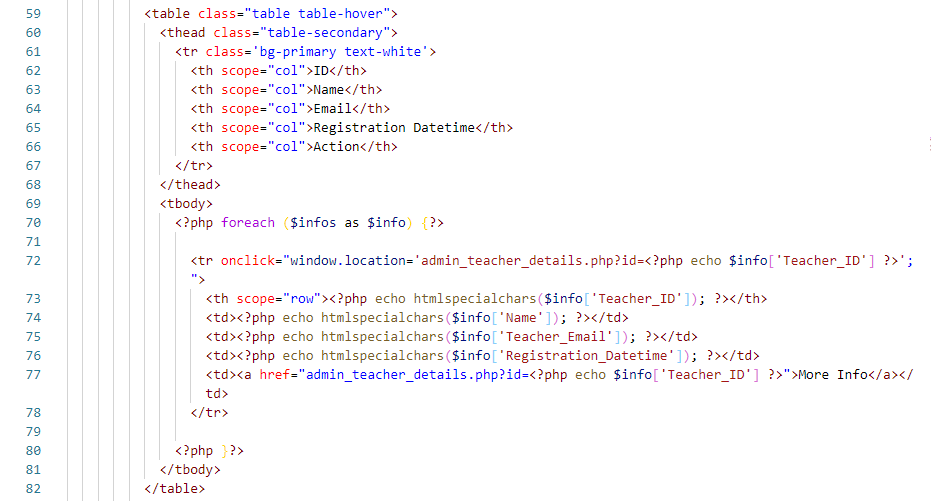 59 <table class="table table-hover">
60 <thead class="table-secondary">
61 <tr class='bg-primary text-white'>
62 <th scope="col">ID</th>
63 <th scope="col">Name</th>
64 <th scope="col">Email</th>
65 <th scope="col">Registration Datetime</th>
66 <th scope="col">Action</th>
67 </tr>
68 </thead>
69 <tbody>
70 <?php foreach ($infos as $info) {?>
71
72 <tr onclick="window.location='admin_teacher_details.php?id=<?php echo $info['Teacher_ID'] ?>';
">
73 <th scope="row"><?php echo htmlspecialchars($info['Teacher_ID']); ?></th>
74 <td><?php echo htmlspecialchars($info['Name']); ?></td>
75 <td><?php echo htmlspecialchars($info['Teacher_Email']); ?></td>
76 <td><?php echo htmlspecialchars($info['Registration_Datetime']); ?></td>
77 <td><a href="admin_teacher_details.php?id=<?php echo $info['Teacher_ID'] ?>">More Info</a></
td>
78 </tr>
79
80 <?php }?>
81 </tbody>
82 </table>